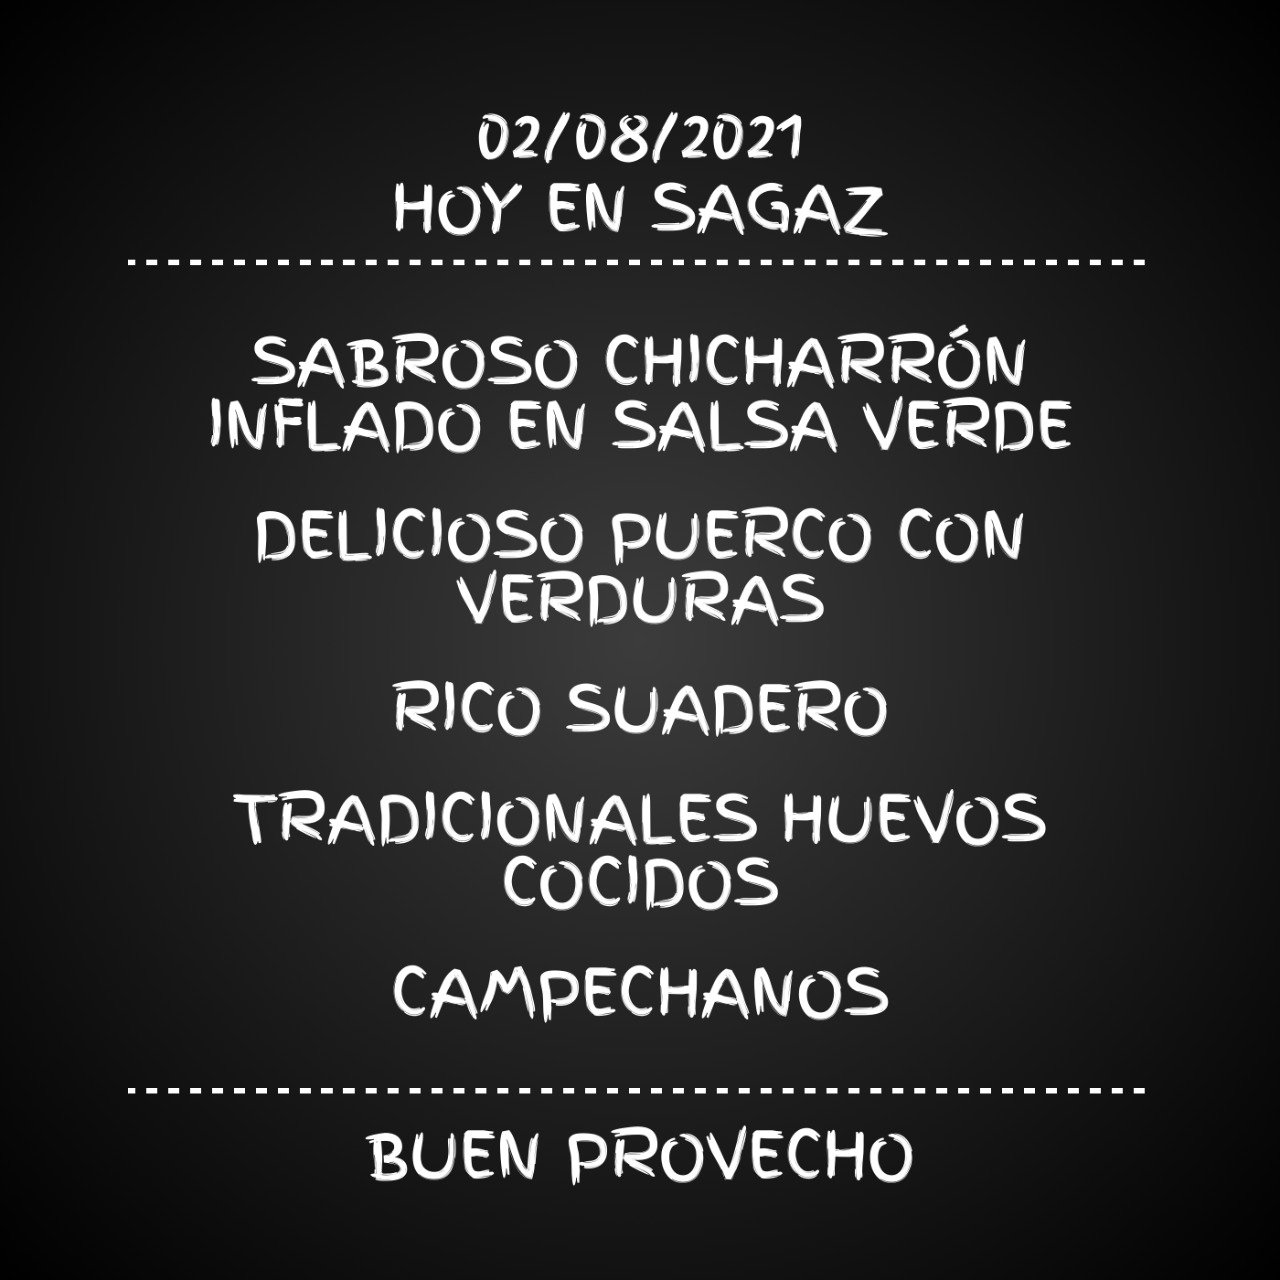 02/08/2021
HOY EN SAGAZ
SABROSO CHICHARRÓN
INFLADO EN SALSA VERDE
DELICIOSO PUERCO CON
VERDURAS
RICO SUADERO
TRADICIONALES HUEVOS
COCIDOS
CAMPECHANOS
BUEN PROVECHO